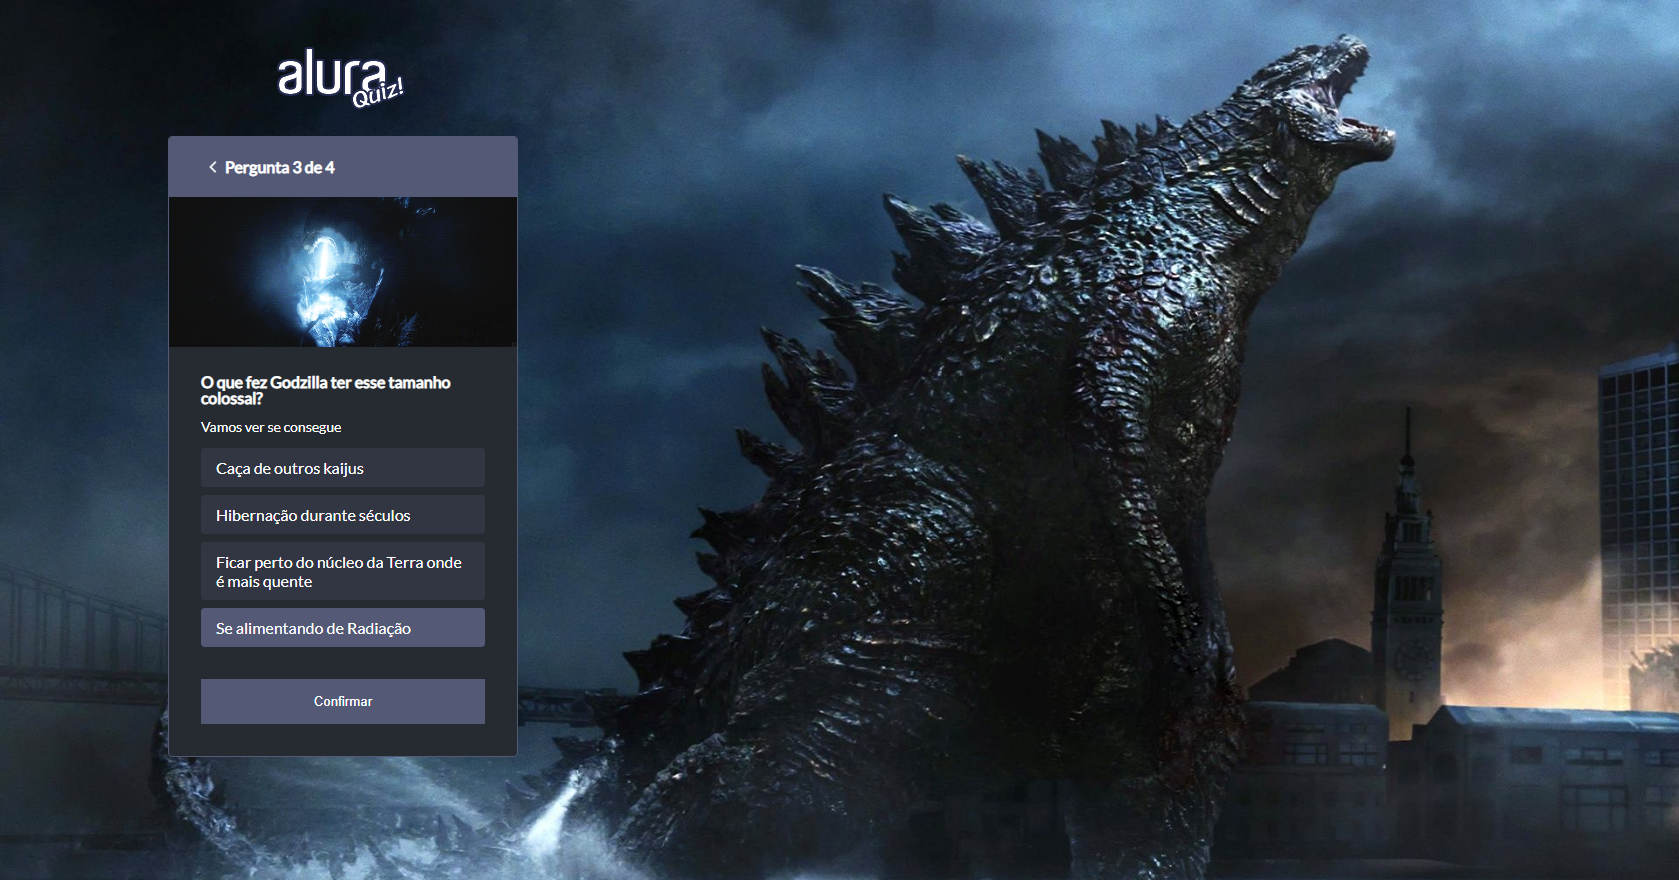 alura
Quiz!
Pergunta 3 de 4
O que fez Godzilla ter esse tamanho
colossal?
Vamos ver se consegue
Caça de outros kaijus
Hibernação durante séculos
Ficar perto do núcleo da Terra onde
é mais quente
Se alimentando de Radiação
Confirmar